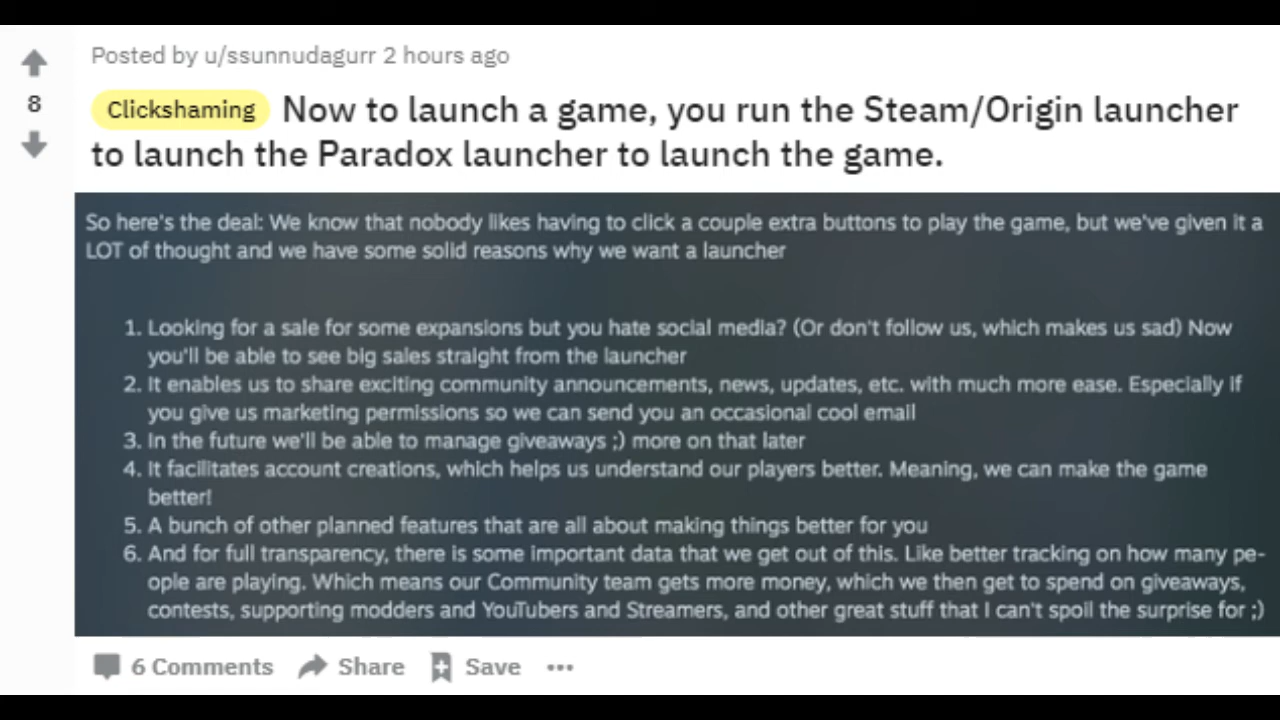 Posted by u/ssunnudagurr 2 hours ago
8
Clickshaming Now to launch a game, you run the Steam/Origin launcher
to launch the Paradox launcher to launch the game.
So here's the deal: We know that nobody likes having to click a couple extra buttons to play the game, but we've given it a
LOT of thought and we have some solid reasons why we want a launcher
1. Looking for a sale for some expansions but you hate social media? (Or don't follow us, which makes us sad) Now
you'll be able to see big sales straight from the launcher
2. It enables us to share exciting community announcements, news, updates, etc. with much more ease. Especially if
you give us marketing permissions so we can send you an occasional cool email
3. In the future we'll be able to manage giveaways ;) more on that later
4. It facilitates account creations, which helps us understand our players better. Meaning, we can make the game
better!
5. A bunch of other planned features that are all about making things better for you
6. And for full transparency, there is some important data that we get out of this. Like better tracking on how many pe-
ople are playing. Which means our Community team gets more money, which we then get to spend on giveaways,
contests, supporting modders and YouTubers and Streamers, and other great stuff that I can't spoil the surprise for ;)
6 Comments Share Save •••